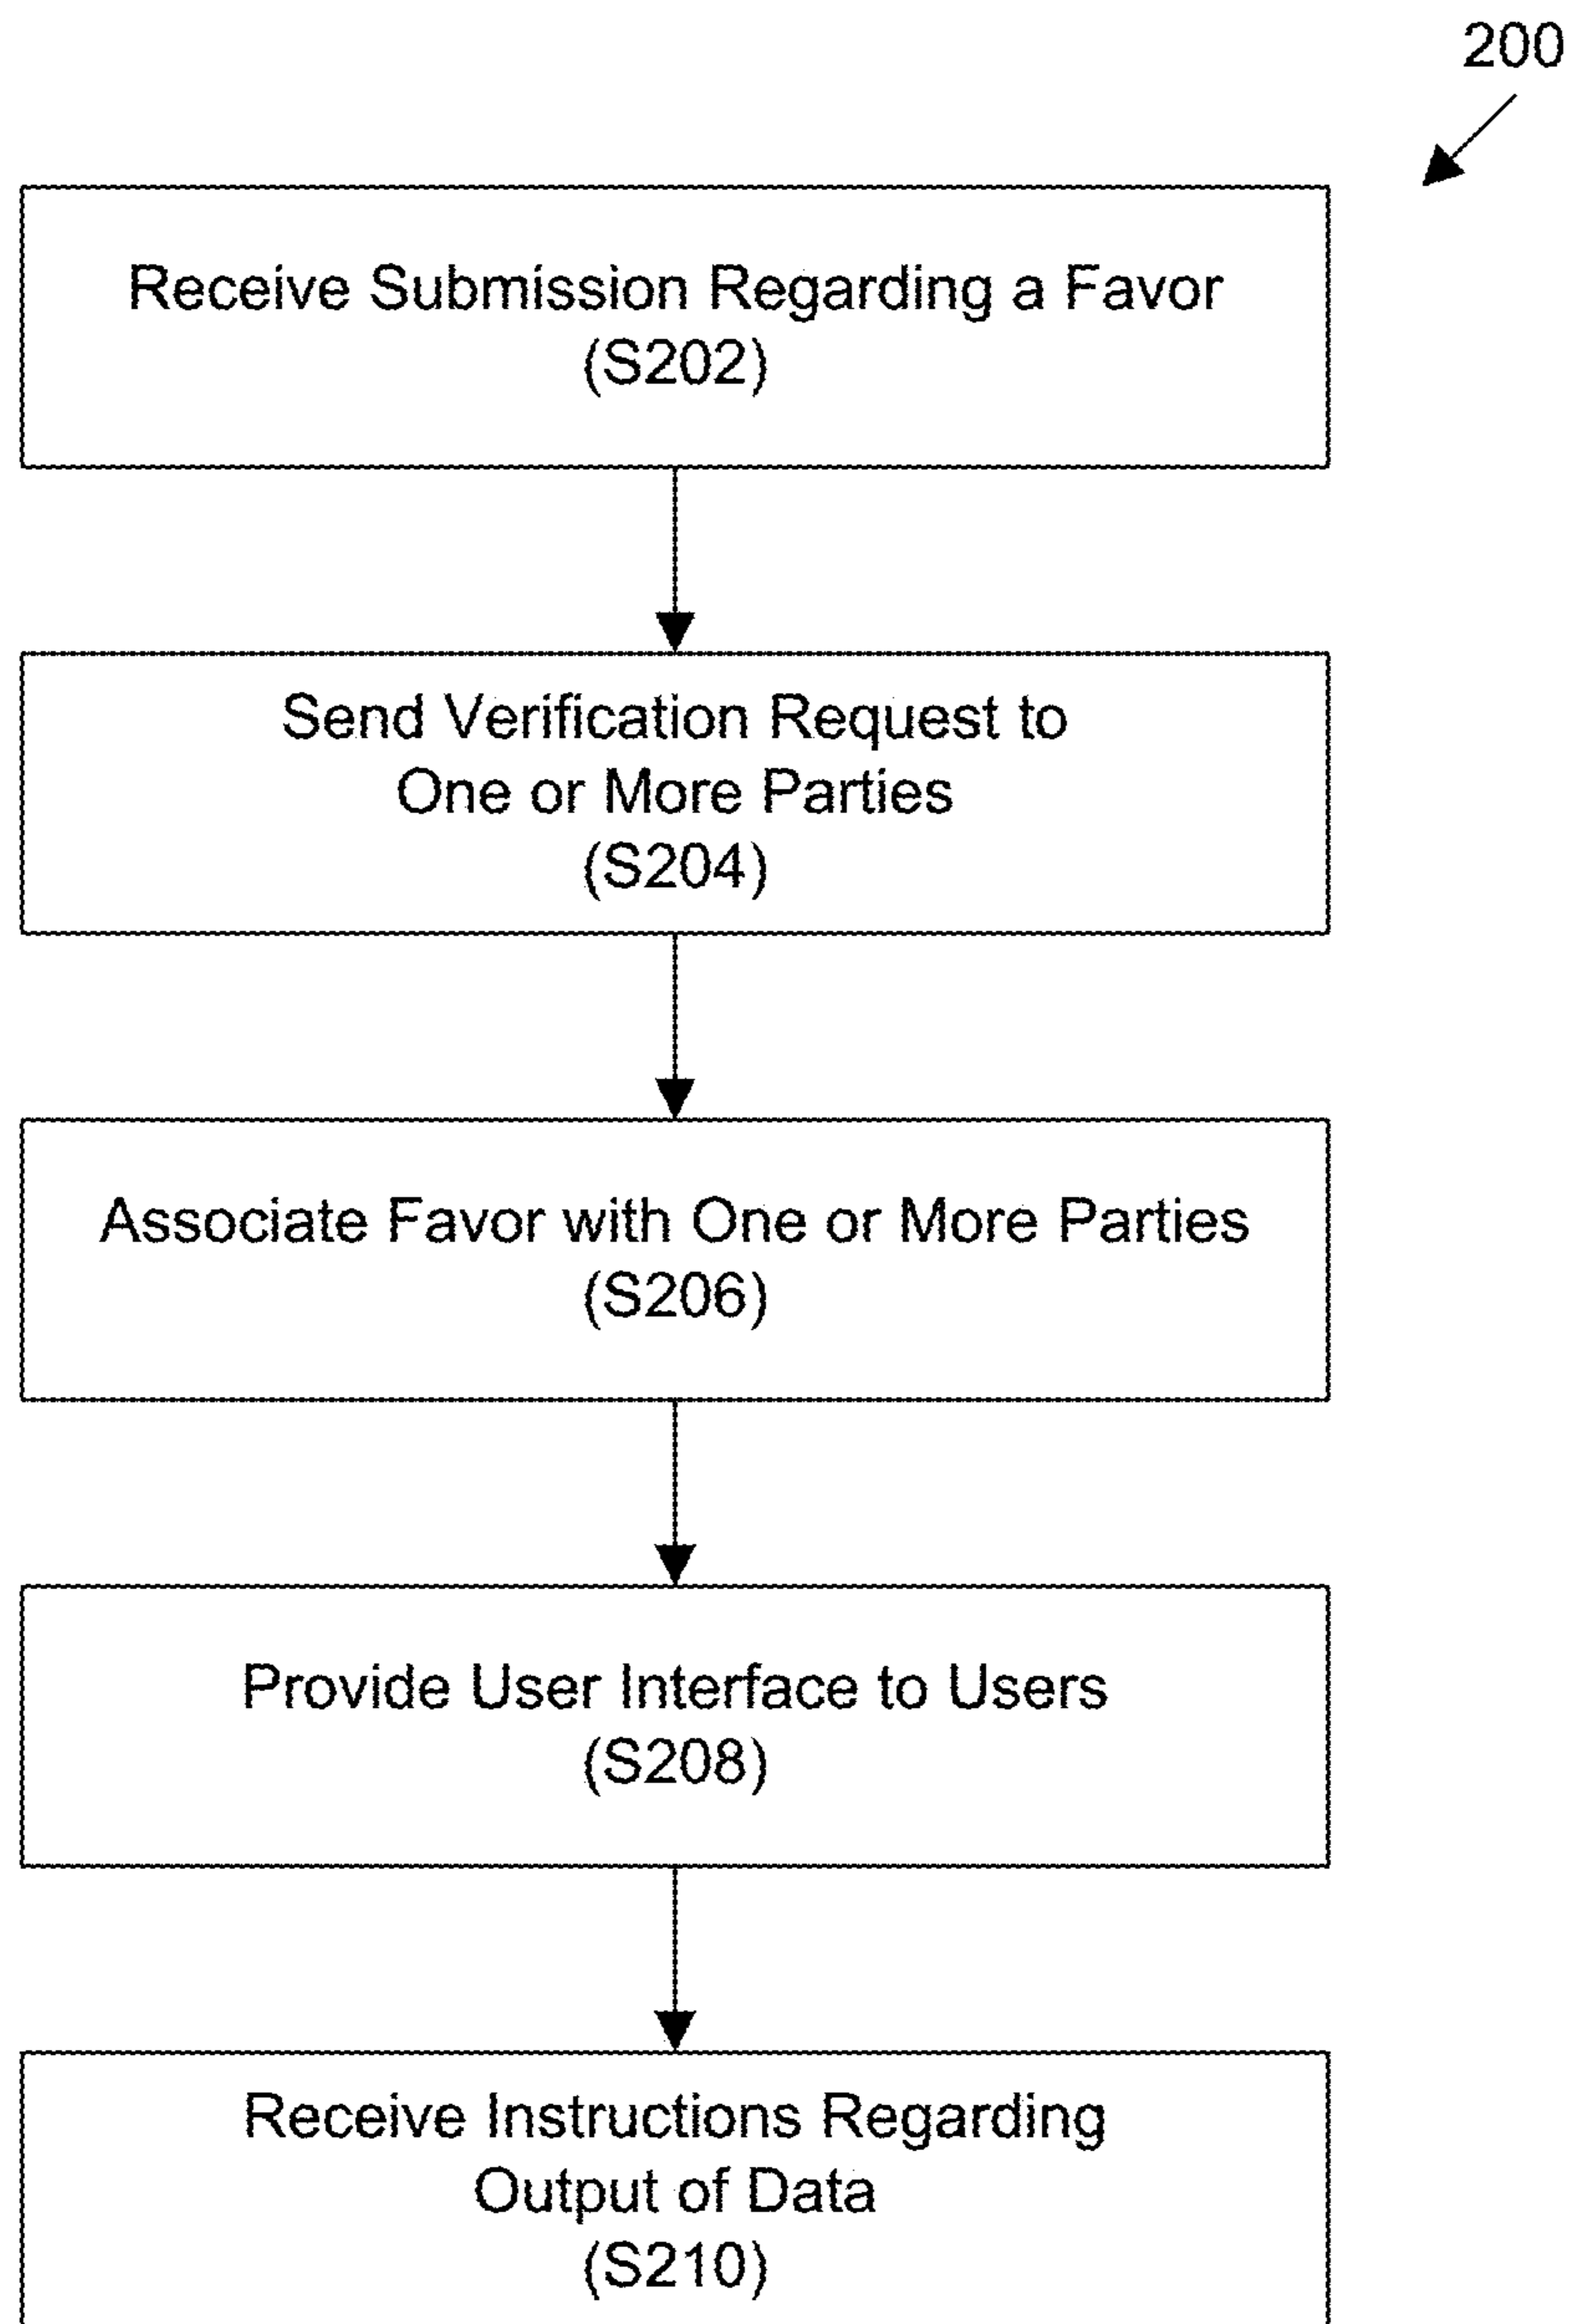 200
Receive Submission Regarding a Favor
(S202)
Send Verification Request to
One or More Parties
(S204)
Associate Favor with One or More Parties
(S206)
Provide User Interface to Users
(S208)
Receive Instructions Regarding
Output of Data
(S210)